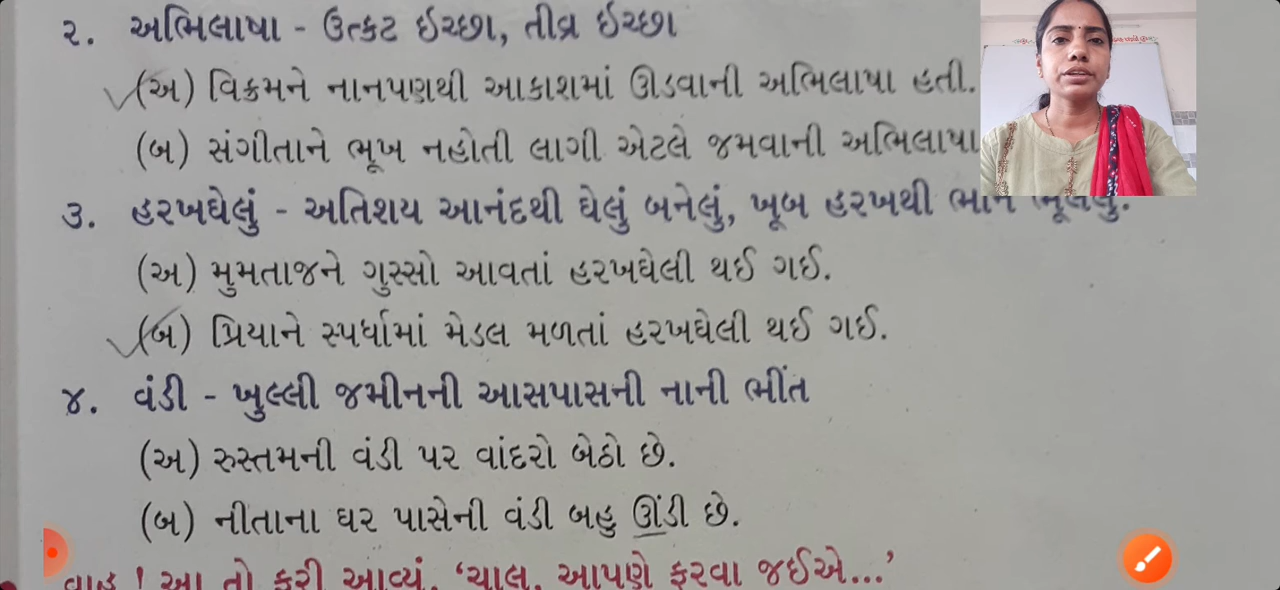 ૨. અભિલાષા - ઉત્કટ ઇચ્છા, તીવ્ર ઇચ્છા
(અ) વિક્રમને નાનપણથી આકાશમાં ઊડવાની અભિલાષા હતી.
(બ) સંગીતાને ભૂખ નહોતી લાગી એટલે જમવાની અભિલાષા
૩. હરખઘેલું - અતિશય આનંદથી ઘેલું બનેલું, ખૂબ હરખથી
(અ) મુમતાજને ગુસ્સો આવતાં હરખઘેલી થઈ ગઈ.
(બ) પ્રિયાને સ્પર્ધામાં મેડલ મળતાં હરખઘેલી થઈ ગઈ.
૪. વંડી - ખુલ્લી જમીનની આસપાસની નાની ભીંત
(અ) રુસ્તમની વંડી પર વાંદરો બેઠો છે.
(બ) નીતાના ઘર પાસેની વંડી બહુ ઊંડી છે.
વાહ ! આ તો ફરી આવ્યું. ‘ચાલ, આપણે ફરવા જઈએ...’